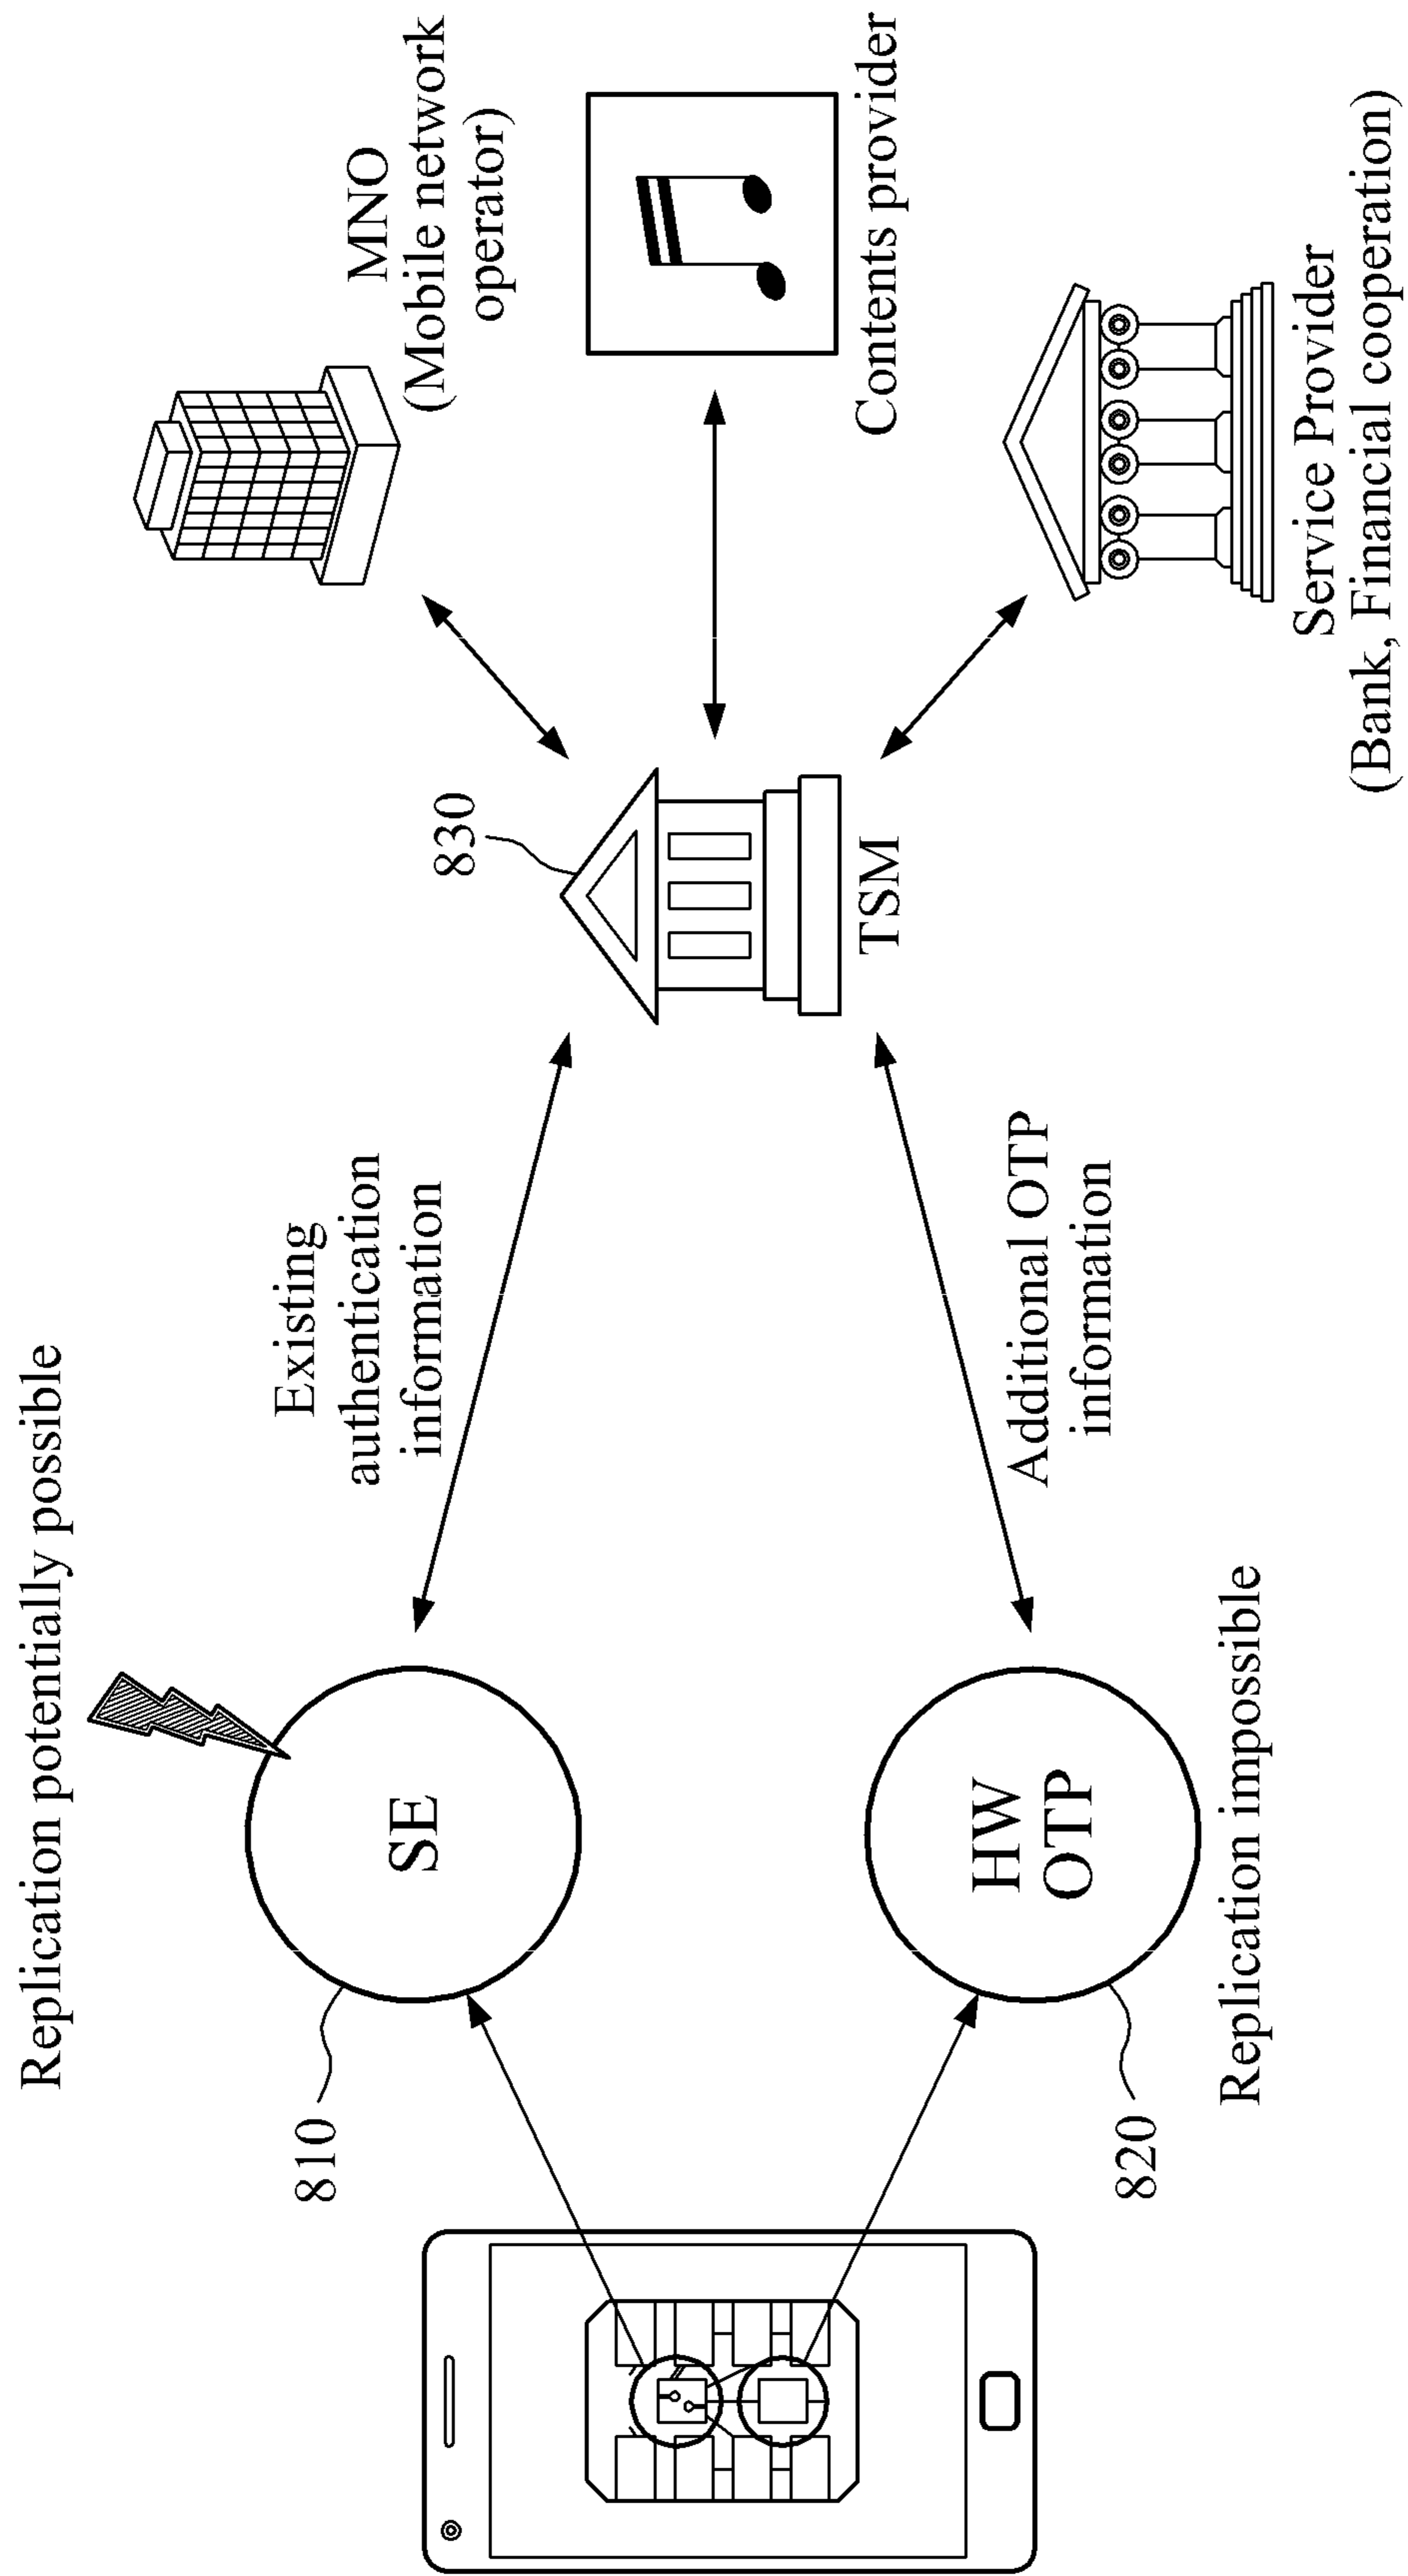 Replication potentially possible
810
SE
Existing
authentication
information
830
TSM
MNO
(Mobile network
operator)
Contents provider
Service Provider
(Bank, Financial cooperation)
HW
OTP
820
Additional OTP
information
Replication impossible